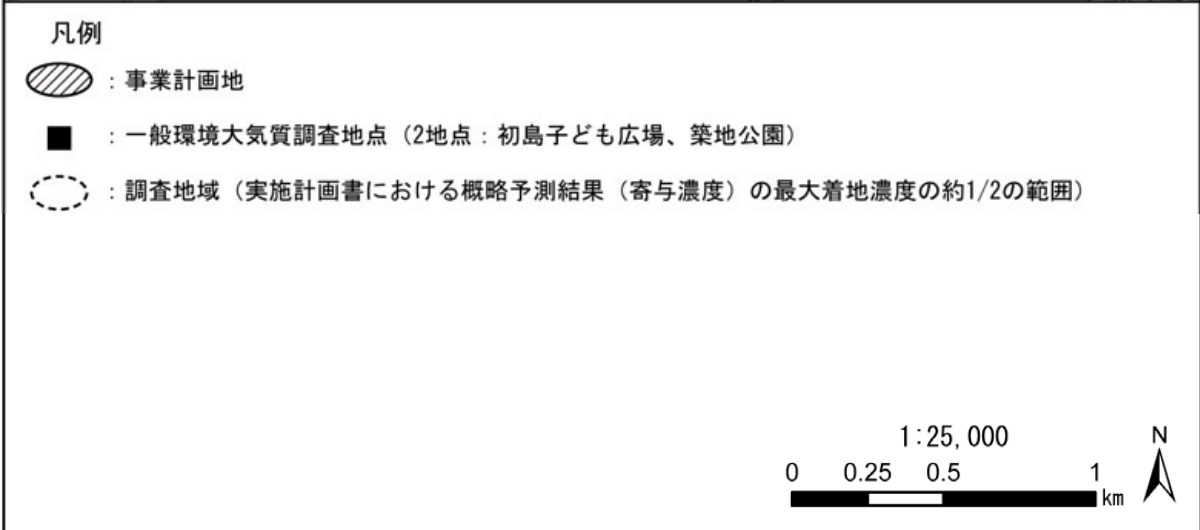 凡例
：事業計画地
：一般環境大気質調査地点（2地点：初島子ども広場、築地公園）
：調査地域（実施計画書における概略予測結果（寄与濃度）の最大着地濃度の約1/2の範囲）
1:25,000
N
0 0.25 0.5 1
km